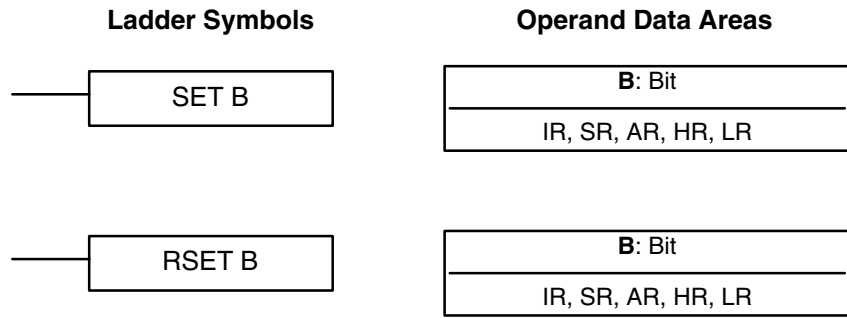 Ladder Symbols
Operand Data Areas
SET B
B: Bit
IR, SR, AR, HR, LR
RSET B
B: Bit
IR, SR, AR, HR, LR